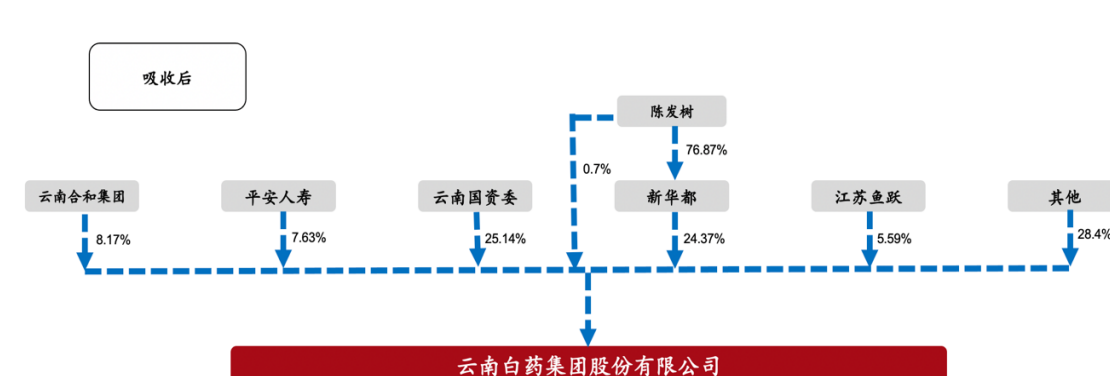 吸收后
陈发树
76.87%
0.7%
云南合和集团
平安人寿
云南国资委
新华都
江苏鱼跃
其他
8.17%
7.63%
25.14%
24.37%
5.59%
28.4%
云南白药集团股份有限公司